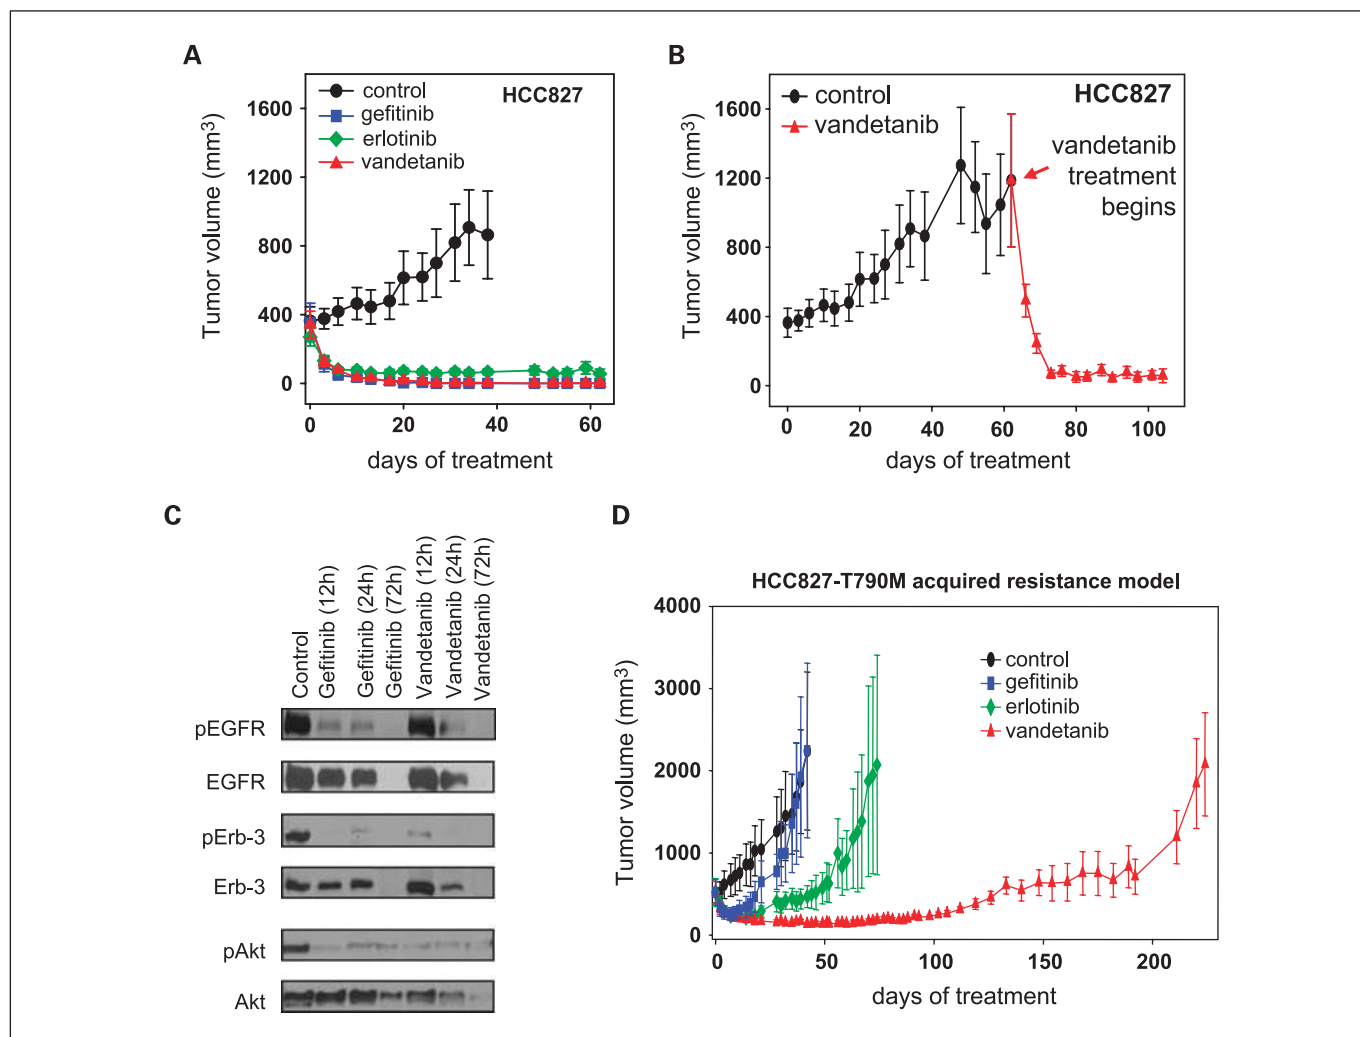 A
HCC827
control
gefitinib
erlotinib
vandetanib
Tumor volume (mm3)
1600
1200
800
400
0
0 20 40 60
days of treatment
B
HCC827
control
vandetanib
vandetanib
treatment
begins
Tumor volume (mm3)
1600
1200
800
400
0
0 20 40 60 80 100
days of treatment
C
Control
Gefitinib (12h)
Gefitinib (24h)
Gefitinib (72h)
Vandetanib (12h)
Vandetanib (24h)
Vandetanib (72h)
pEGFR
EGFR
pErb-3
Erb-3
pAkt
Akt
D
HCC827-T790M acquired resistance model
control
gefitinib
erlotinib
vandetanib
Tumor volume (mm3)
4000
3000
2000
1000
0
0 50 100 150 200
days of treatment